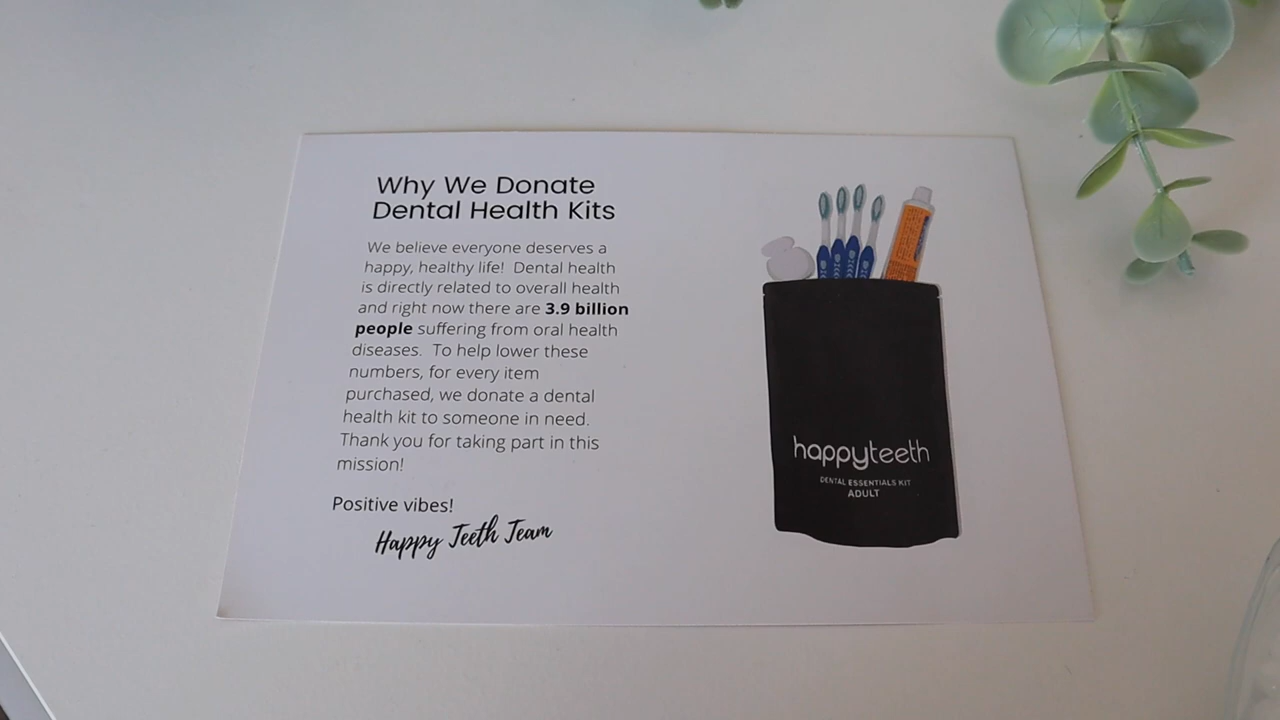 Why We Donate
Dental Health Kits
We believe everyone deserves a
happy, healthy life!  Dental health
is directly related to overall health
and right now there are 3.9 billion
people suffering from oral health
diseases.  To help lower these
numbers, for every item
purchased, we donate a dental
health kit to someone in need.
Thank you for taking part in this
mission!
Positive vibes!
Happy Teeth Team
happyteeth
DENTAL ESSENTIALS KIT
ADULT